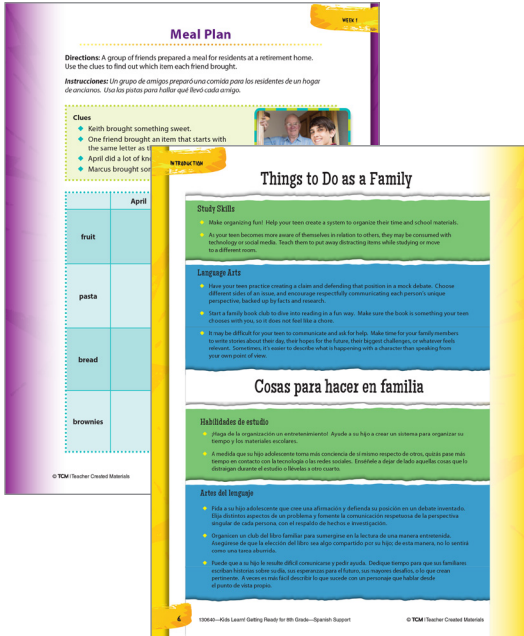 WEEK 1
Meal Plan
Directions: A group of friends prepared a meal for residents at a retirement home.
Use the clues to find out which item each friend brought.
Instrucciones: Un grupo de amigos preparó una comida para los residentes de un hogar
de ancianos. Usa las pistas para hallar qué llevó cada amigo.
Clues
Keith brought something sweet.
One friend brought an item that starts with
the same letter as
April did a lot of
Marcus brought
April
fruit
pasta
bread
brownies
© TCM | Teacher Created Materials
INTRODUCTION
Things to Do as a Family
Study Skills
Make organizing fun! Help your teen create a system to organize their time and school materials.
As your teen becomes more aware of themselves in relation to others, they may be consumed with
technology or social media. Teach them to put away distracting items while studying or move
to a different room.
Language Arts
Have your teen practice creating a claim and defending that position in a mock debate. Choose
different sides of an issue, and encourage respectfully communicating each person's unique
perspective, backed up by facts and research.
Start a family book club to dive into reading in a fun way. Make sure the book is something your teen
chooses with you, so it does not feel like a chore.
It may be difficult for your teen to communicate and ask for help. Make time for your family members
to write stories about their day, their hopes for the future, their biggest challenges, or whatever feels
relevant. Sometimes, it's easier to describe what is happening with a character than speaking from
your own point of view.
Cosas para hacer en familia
Habilidades de estudio
¡Haga de la organización un entretenimiento! Ayude a su hijo a crear un sistema para organizar su
tiempo y los materiales escolares.
A medida que su hijo adolescente toma más conciencia de sí mismo respecto de otros, quizás pase más
tiempo en contacto con la tecnología o las redes sociales. Enséñele a dejar de lado aquellas cosas que lo
distraigan durante el estudio o llévelas a otro cuarto.
Artes del lenguaje
Pida a su hijo adolescente que cree una afirmación y defienda su posición en un debate inventado.
Elija distintos aspectos de un problema y fomente la comunicación respetuosa de la perspectiva
singular de cada persona, con el respaldo de hechos e investigación.
Organicen un club del libro familiar para sumergirse en la lectura de una manera entretenida.
Asegúrese de que la elección del libro sea algo compartido por su hijo; de esta manera, no lo sentirá
como una tarea aburrida.
Puede que a su hijo le resulte difícil comunicarse y pedir ayuda. Dedique tiempo para que sus familiares
escriban historias sobre su día, sus esperanzas para el futuro, sus mayores desafíos, o lo que crean
pertinente. A veces es más fácil describir lo que sucede con un personaje que hablar desde
el punto de vista propio.
6
130640—Kids Learn! Getting Ready for 8th Grade—Spanish Support
© TCM | Teacher Created Materials